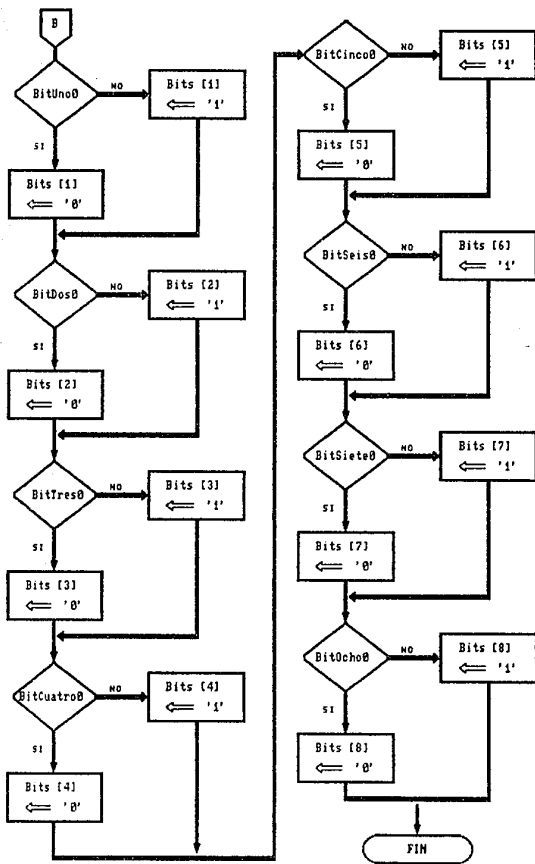 B
BitUno0
NO
Bits [1]
⇐ '1'
SI
Bits [1]
⇐ '0'
BitDos0
NO
Bits [2]
⇐ '1'
SI
Bits [2]
⇐ '0'
BitTres0
NO
Bits [3]
⇐ '1'
SI
Bits [3]
⇐ '0'
BitCuatro0
NO
Bits [4]
⇐ '1'
SI
Bits [4]
⇐ '0'
BitCinco0
NO
Bits [5]
⇐ '1'
SI
Bits [5]
⇐ '0'
BitSeis0
NO
Bits [6]
⇐ '1'
SI
Bits [6]
⇐ '0'
BitSiete0
NO
Bits [7]
⇐ '1'
SI
Bits [7]
⇐ '0'
BitOcho0
NO
Bits [8]
⇐ '1'
SI
Bits [8]
⇐ '0'
FIN